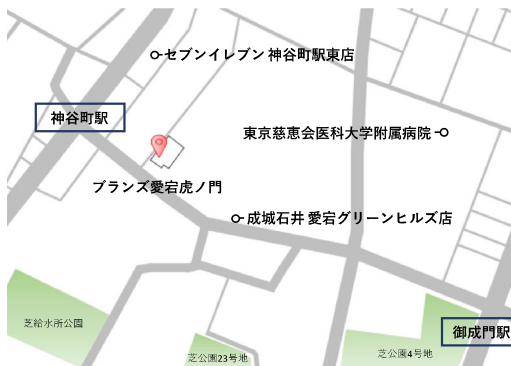 セブンイレブン 神谷町駅東店
神谷町駅
東京慈恵会医科大学附属病院
ブランズ愛宕虎ノ門
成城石井 愛宕グリーンヒルズ店
芝給水所公園
御成門駅
芝公園23号地
芝公園4号地